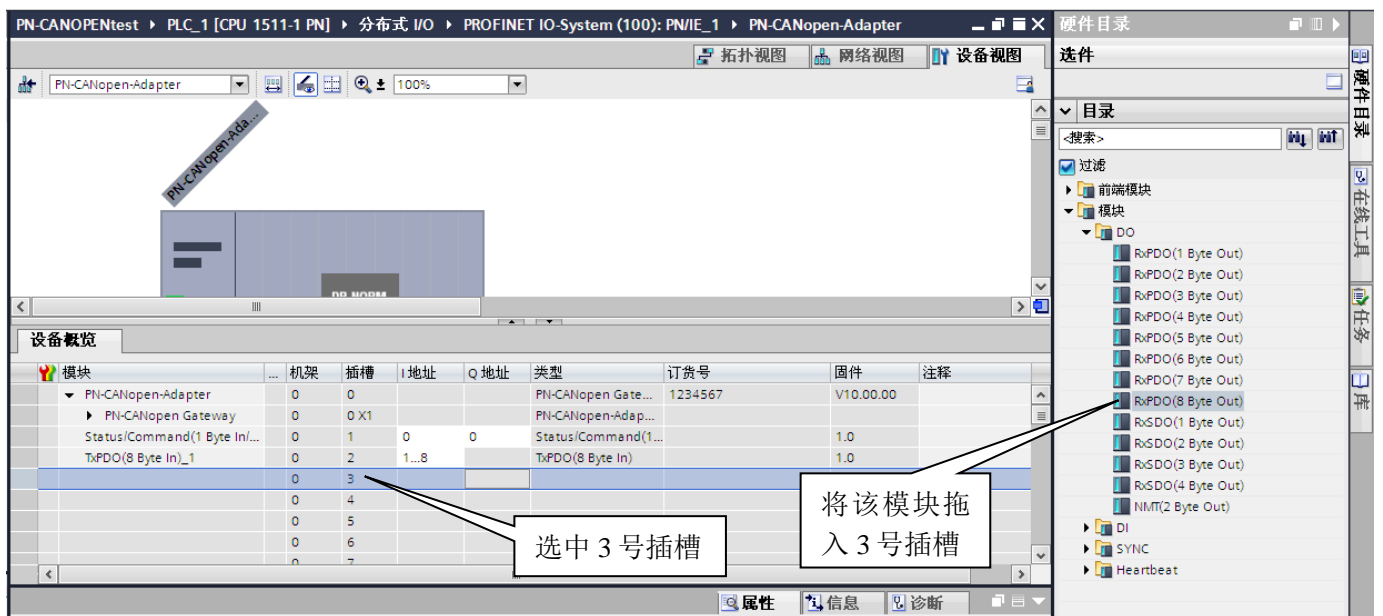 PN-CANOPENtest ▸ PLC_1 [CPU 1511-1 PN] ▸ 分布式 I/O ▸ PROFINET IO-System (100): PN/IE_1 ▸ PN-CANopen-Adapter
拓扑视图 网络视图 设备视图
PN-CANopen-Adapter 100%
PN-CANopen-Ada...
设备概览
模块 ... 机架 插槽 I 地址 Q 地址 类型 订货号 固件 注释
PN-CANopen-Adapter 0 0 PN-CANopen Gate... 1234567 V10.00.00
PN-CANopen Gateway 0 0 X1 PN-CANopen-Adap...
Status/Command(1 Byte In/... 0 1 0 0 Status/Command(1... 1.0
TxPDO(8 Byte In)_1 0 2 1...8 TxPDO(8 Byte In) 1.0
0 3
0 4
0 5
0 6
0 7
选中 3 号插槽
将该模块拖
入 3 号插槽
属性 信息 诊断
硬件目录
选件
目录
<搜索>
过滤
前端模块
模块
DO
RxPDO(1 Byte Out)
RxPDO(2 Byte Out)
RxPDO(3 Byte Out)
RxPDO(4 Byte Out)
RxPDO(5 Byte Out)
RxPDO(6 Byte Out)
RxPDO(7 Byte Out)
RxPDO(8 Byte Out)
RxSDO(1 Byte Out)
RxSDO(2 Byte Out)
RxSDO(3 Byte Out)
RxSDO(4 Byte Out)
NMT(2 Byte Out)
DI
SYNC
Heartbeat
硬件目录
在线工具
任务
库